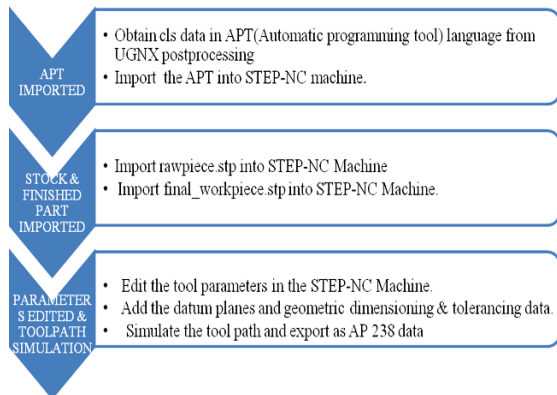 APT
IMPORTED
• Obtain cls data in APT(Automatic programming tool) language from
UGNX postprocessing
• Import the APT into STEP-NC machine.
STOCK &
FINISHED
PART
IMPORTED
• Import rawpiece.stp into STEP-NC Machine
• Import final_workpiece.stp into STEP-NC Machine.
PARAMETER
S EDITED &
TOOLPATH
SIMULATION
• Edit the tool parameters in the STEP-NC Machine.
• Add the datum planes and geometric dimensioning & tolerancing data.
• Simulate the tool path and export as AP 238 data